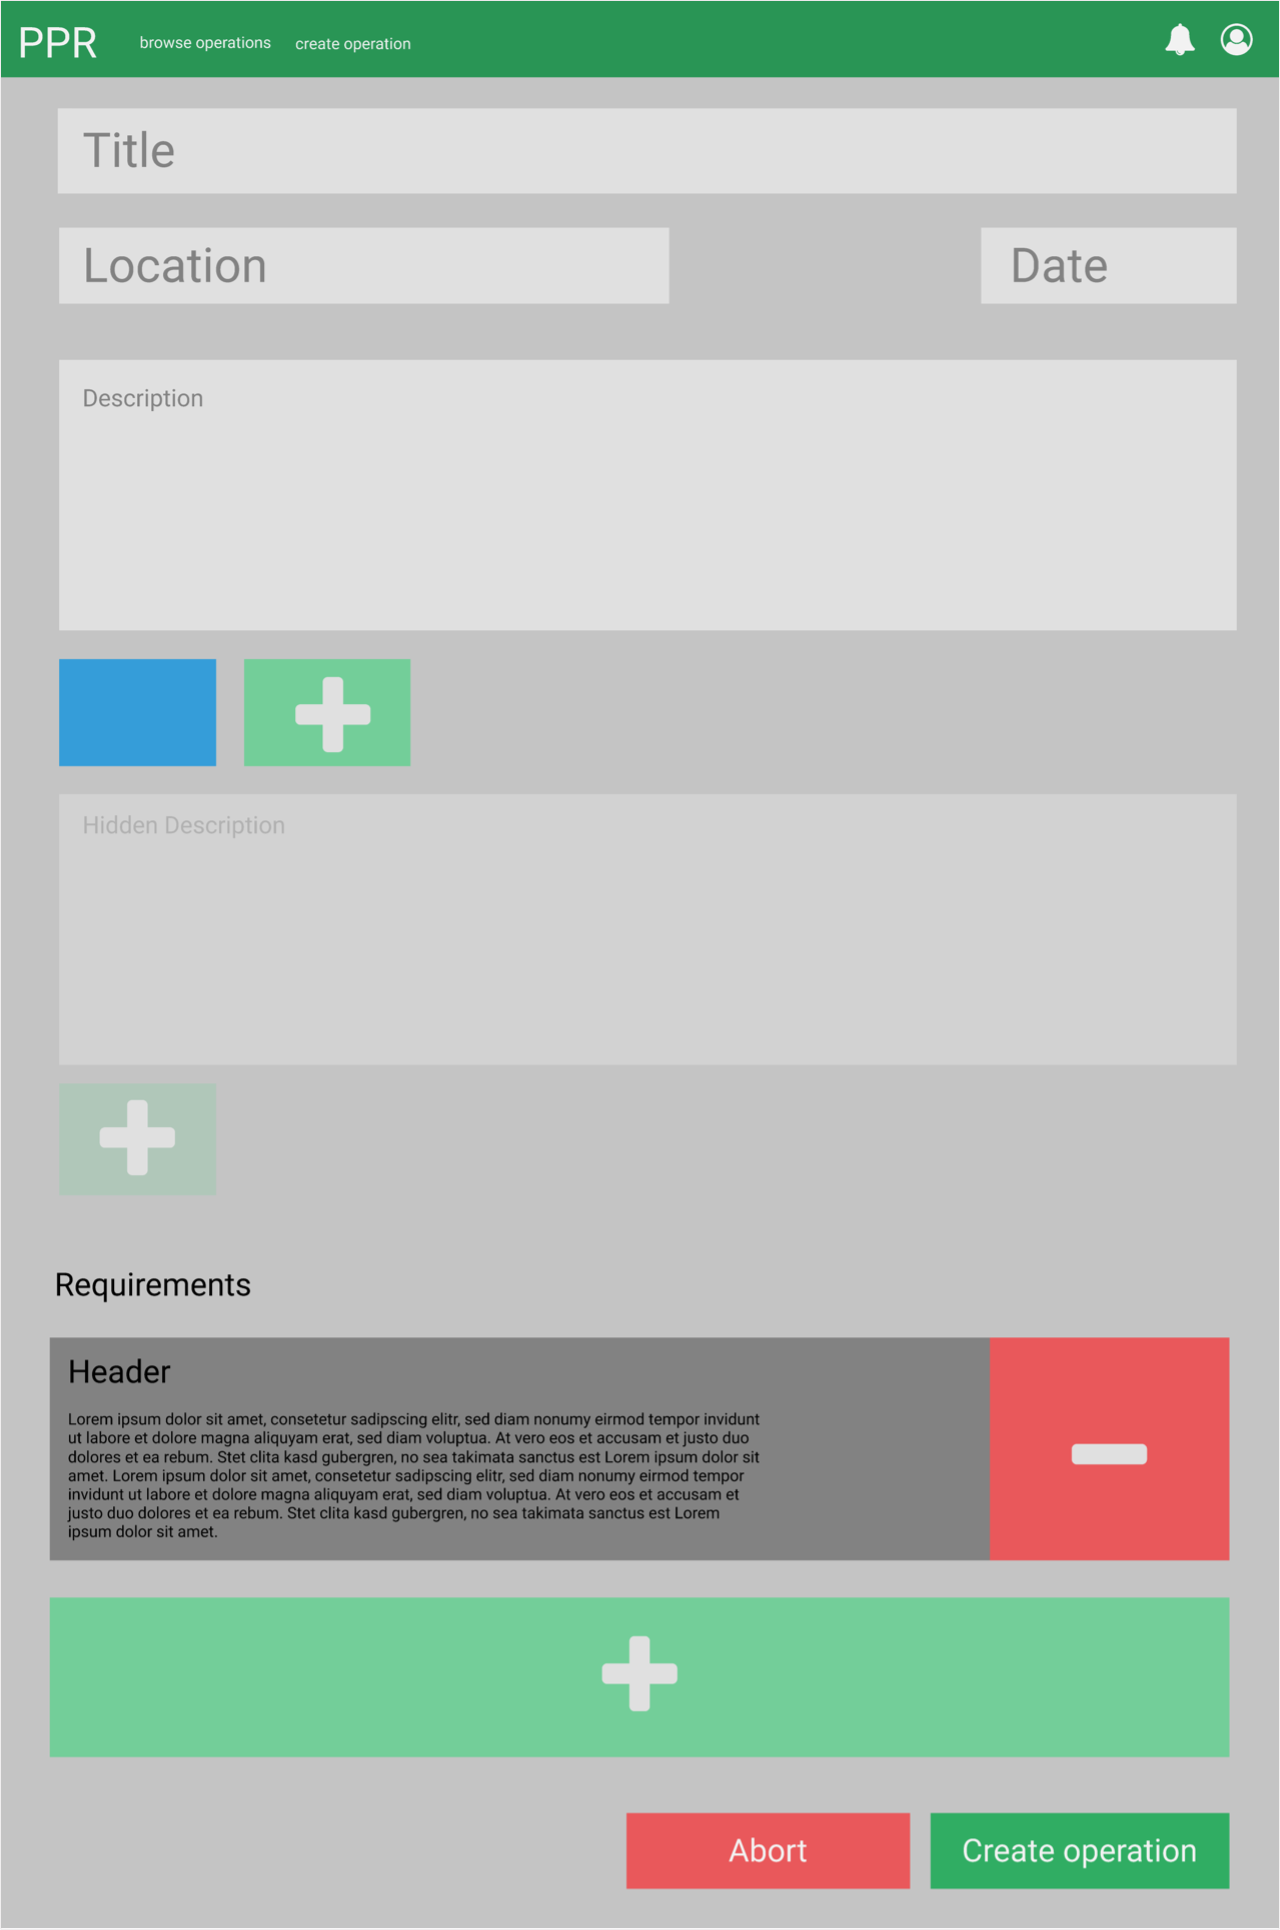 PPR
browse operations
create operation
Title
Location
Date
Description
Hidden Description
Requirements
Header
Lorem ipsum dolor sit amet, consetetur sadipscing elitr, sed diam nonumy eirmod tempor invidunt
ut labore et dolore magna aliquyam erat, sed diam voluptua. At vero eos et accusam et justo duo
dolores et ea rebum. Stet clita kasd gubergren, no sea takimata sanctus est Lorem ipsum dolor sit
amet. Lorem ipsum dolor sit amet, consetetur sadipscing elitr, sed diam nonumy eirmod tempor
invidunt ut labore et dolore magna aliquyam erat, sed diam voluptua. At vero eos et accusam et
justo duo dolores et ea rebum. Stet clita kasd gubergren, no sea takimata sanctus est Lorem
ipsum dolor sit amet.
Abort
Create operation